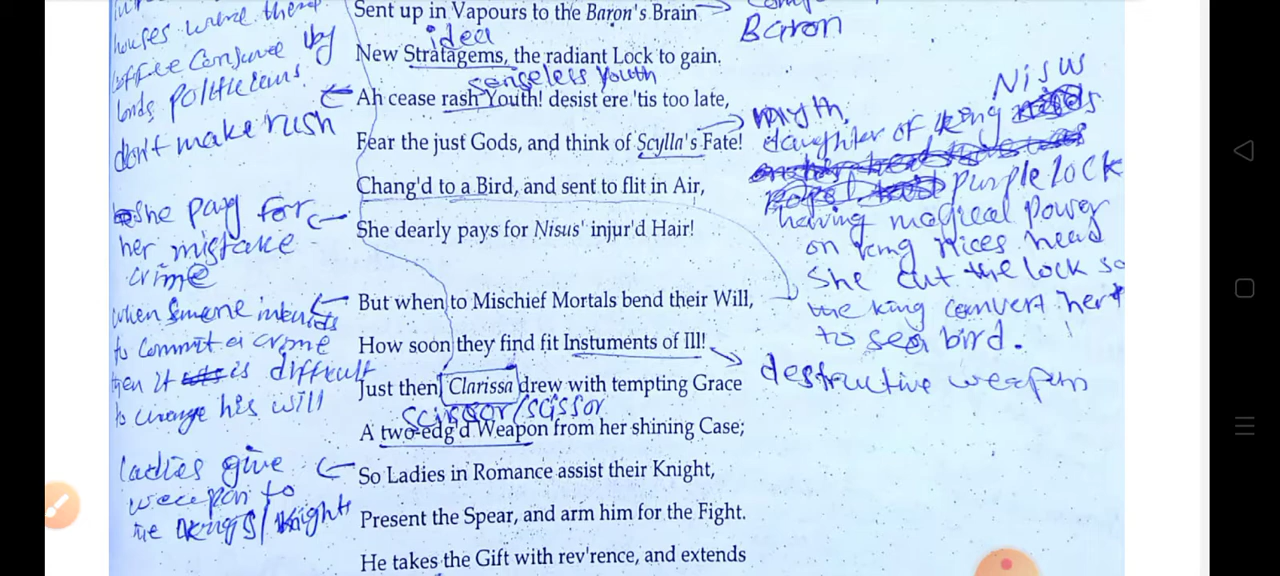 Sent up in Vapours to the Baron's Brain
Baron
houses were there
coffee consume by
lords politicians.
idea
New Stratagems, the radiant Lock to gain.
senseless Youth
Ah cease rash Youth! desist ere 'tis too late,
don't make rush
Fear the just Gods, and think of Scylla's Fate!
myth,
Nisus
daughter of king
purple lock
having magical power
on king nices head
She cut the lock so
the king convert her
to sea bird.
Chang'd to a Bird, and sent to flit in Air,
She dearly pays for Nisus' injur'd Hair!
she pay for
her mistake
crime
But when to Mischief Mortals bend their Will,
when someone intends
to commit a crime
then it is difficult
to change his will
How soon they find fit Instuments of Ill!
destructive weapon
Just then Clarissa drew with tempting Grace
scissor/scissor
A two-edg'd Weapon from her shining Case;
So Ladies in Romance assist their Knight,
ladies give
weapon to
the kings/knight
Present the Spear, and arm him for the Fight.
He takes the Gift with rev'rence, and extends